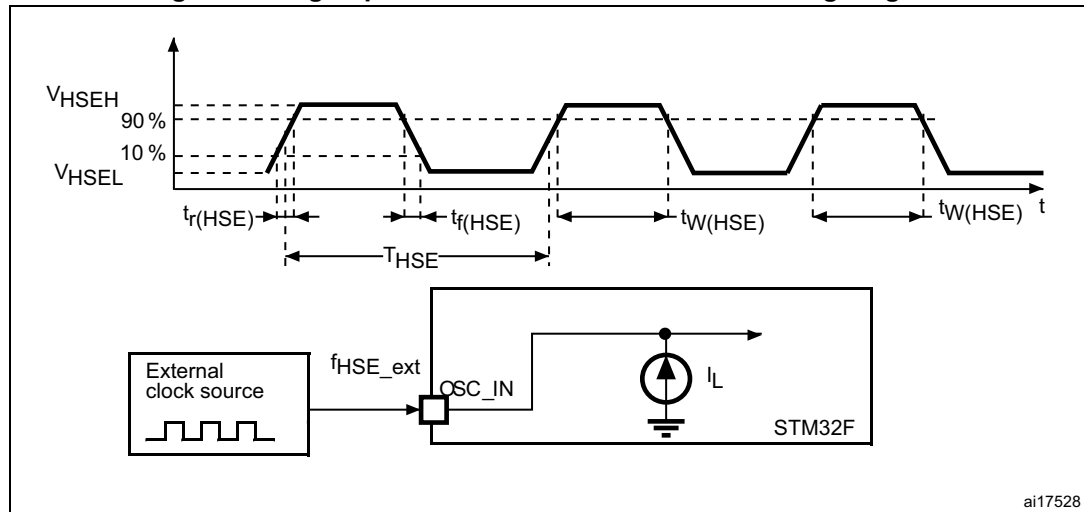 VHSEH
90 %
10 %
VHSEL
tr(HSE)
tf(HSE)
tW(HSE)
tW(HSE)
t
THSE
External
clock source
fHSE_ext
OSC_IN
IL
STM32F
ai17528